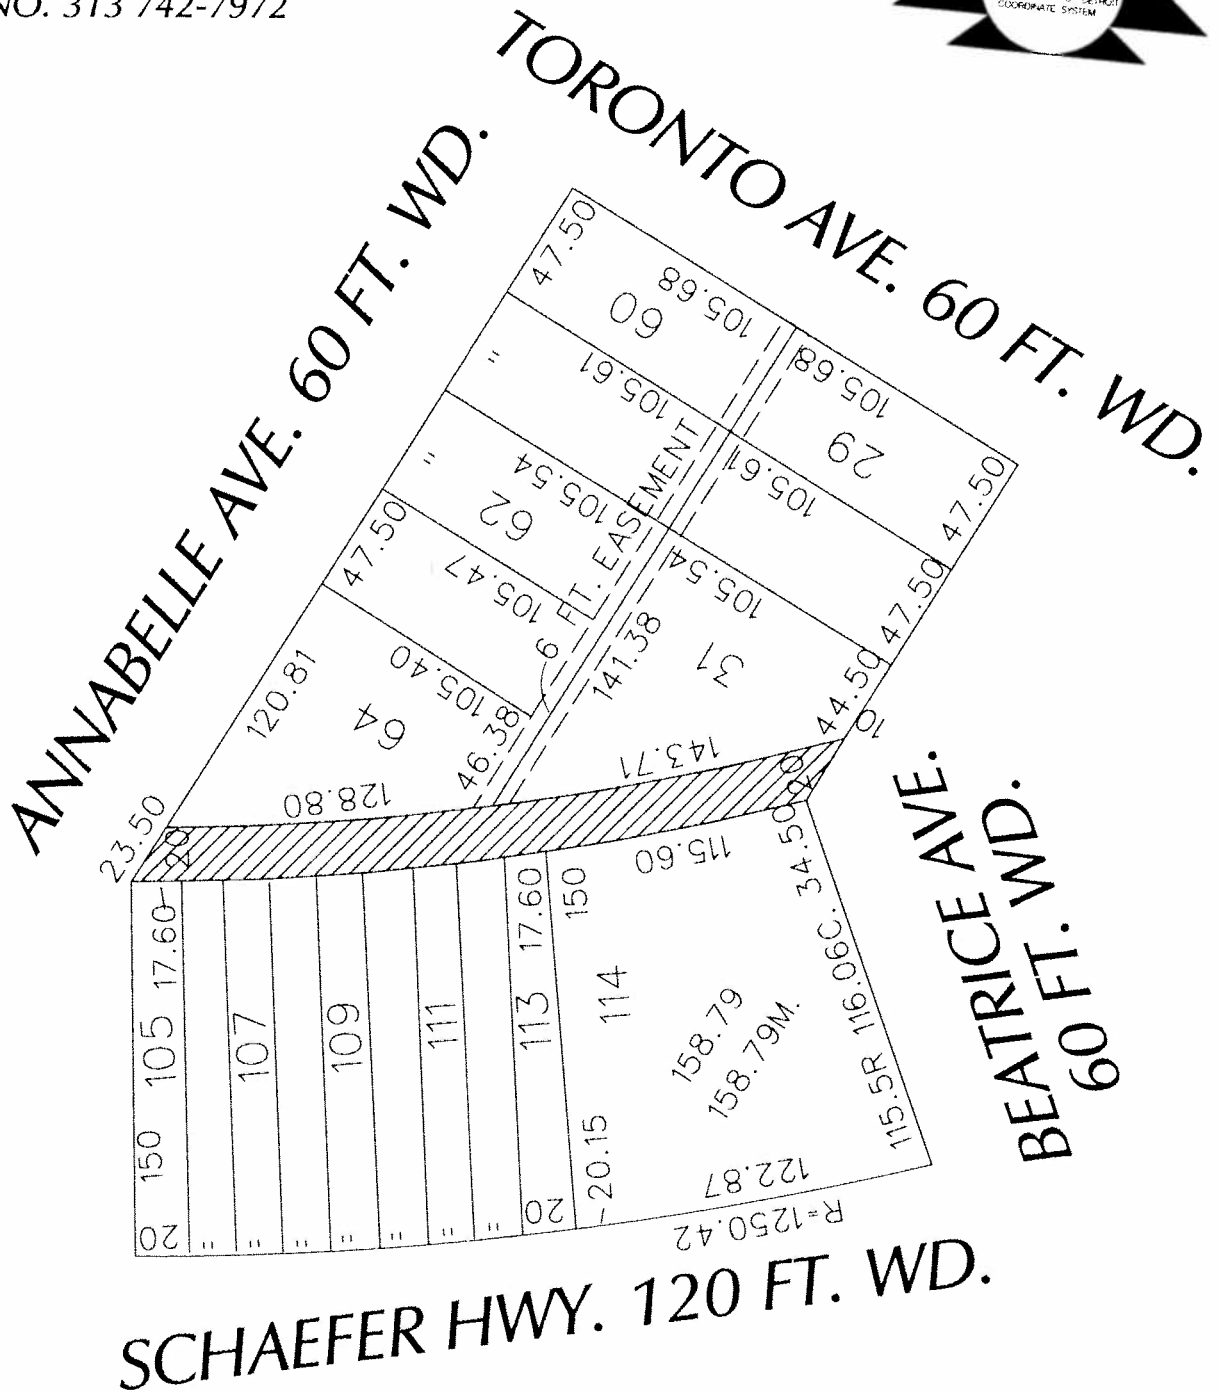 NO. 313 742-7972
DETROIT
COORDINATE SYSTEM
TORONTO AVE. 60 FT. WD.
ANNABELLE AVE. 60 FT. WD.
47.50
105.68
60
"
105.61
105.68
29
47.50
"
105.54
62
105.61
47.50
47.50
105.47
6 FT. EASEMENT
105.54
120.81
105.40
64
46.38
141.38
31
44.50
10
128.80
143.71
23.50
20
20
115.60
34.50
150 105 17.60
107
109
111
113 17.60
150
114
158.79
158.79M.
115.5R 116.06C.
20.15
122.87
20 " " " " " " " 20
R=1250.42
BEATRICE AVE.
60 FT. WD.
SCHAEFER HWY. 120 FT. WD.